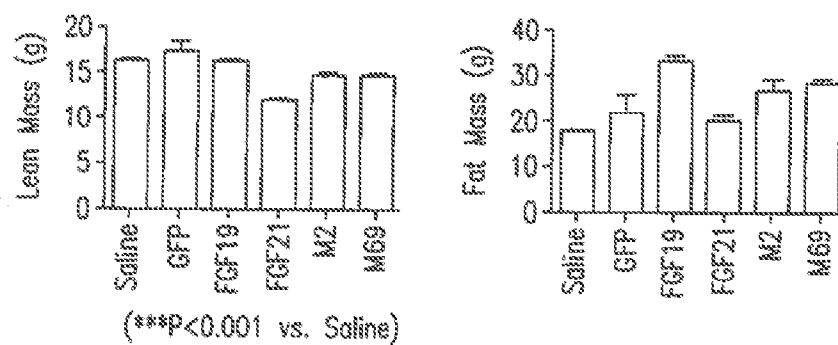 Lean Mass (g)
20
15
10
5
0
Saline
GFP
FGF19
FGF21
M2
M69
(***P<0.001 vs. Saline)
Fat Mass (g)
40
30
20
10
0
Saline
GFP
FGF19
FGF21
M2
M69